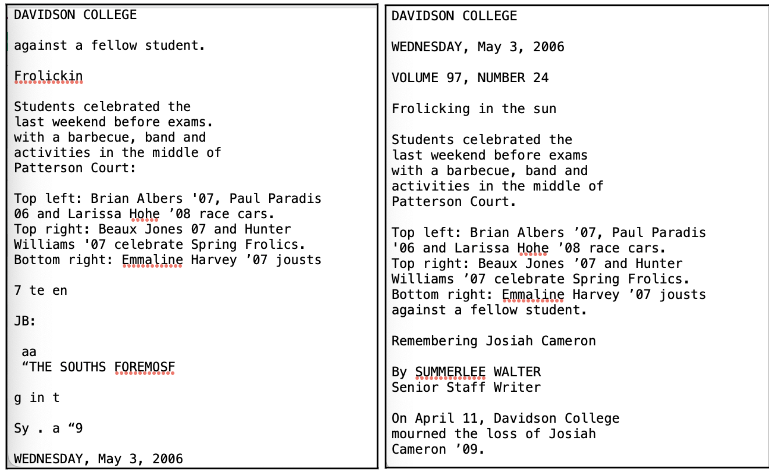 DAVIDSON COLLEGE
against a fellow student.
Frolickin
Students celebrated the
last weekend before exams.
with a barbecue, band and
activities in the middle of
Patterson Court:
Top left: Brian Albers '07, Paul Paradis
06 and Larissa Hohe ’08 race cars.
Top right: Beaux Jones 07 and Hunter
Williams '07 celebrate Spring Frolics.
Bottom right: Emmaline Harvey ’07 jousts
7 te en
JB:
aa
“THE SOUTHS FOREMOSF
g in t
Sy . a “9
WEDNESDAY, May 3, 2006
DAVIDSON COLLEGE
WEDNESDAY, May 3, 2006
VOLUME 97, NUMBER 24
Frolicking in the sun
Students celebrated the
last weekend before exams
with a barbecue, band and
activities in the middle of
Patterson Court.
Top left: Brian Albers ’07, Paul Paradis
'06 and Larissa Hohe ’08 race cars.
Top right: Beaux Jones ’07 and Hunter
Williams ’07 celebrate Spring Frolics.
Bottom right: Emmaline Harvey ’07 jousts
against a fellow student.
Remembering Josiah Cameron
By SUMMERLEE WALTER
Senior Staff Writer
On April 11, Davidson College
mourned the loss of Josiah
Cameron ’09.